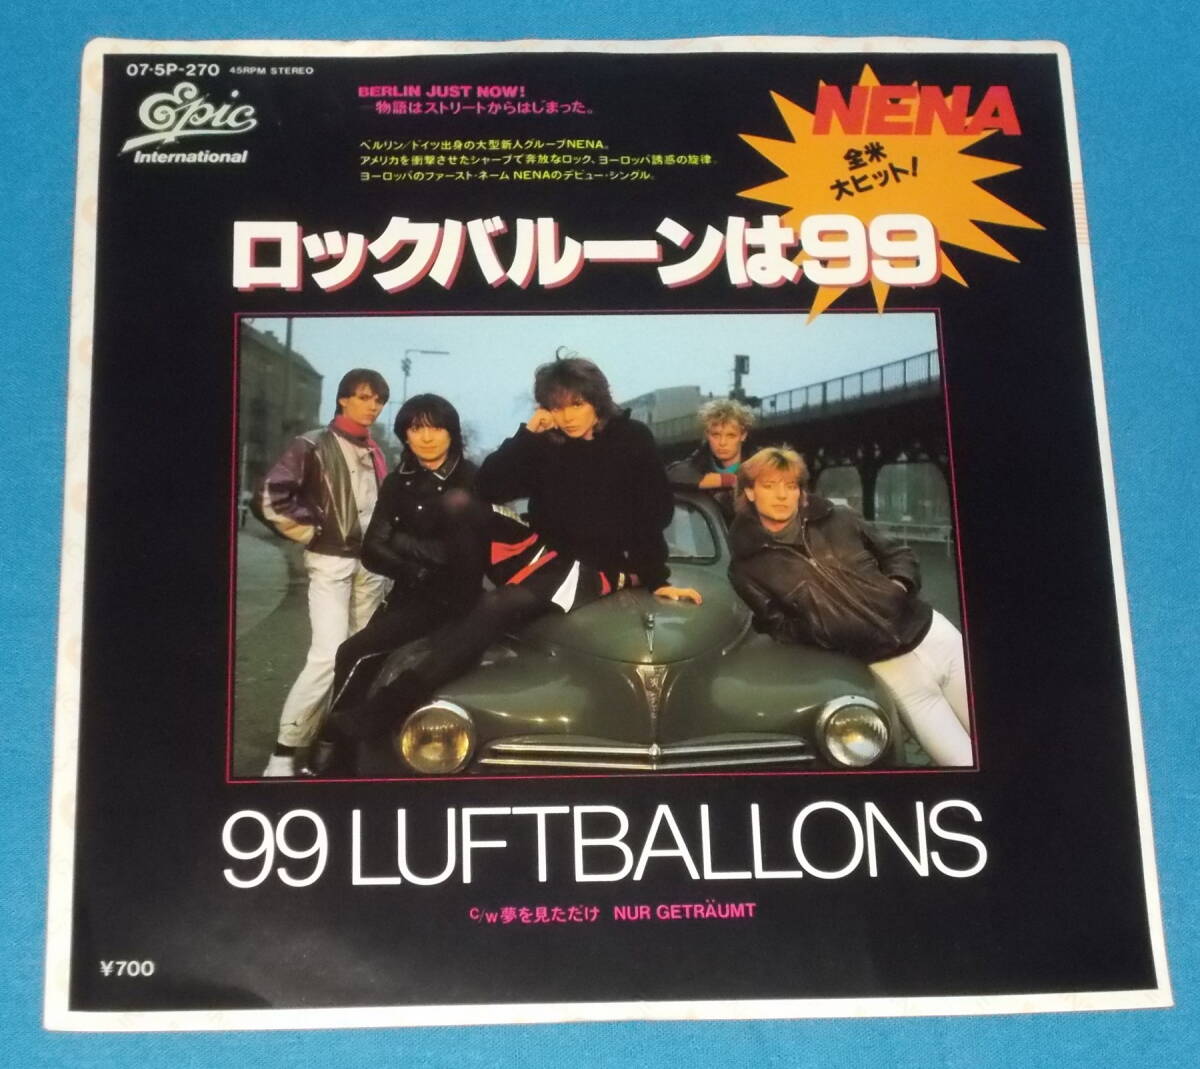 07・5P-270 45RPM STEREO
Epic
International
BERLIN JUST NOW!
―物語はストリートからはじまった。
ベルリン/ドイツ出身の大型新人グループNENA。
アメリカを衝撃させたシャープで奔放なロック、ヨーロッパ誘惑の旋律。
ヨーロッパのファースト・ネーム NENAのデビュー・シングル。
NENA
全米
大ヒット!
ロックバルーンは99
99 LUFTBALLONS
c/w 夢を見ただけ NUR GETRÄUMT
¥700